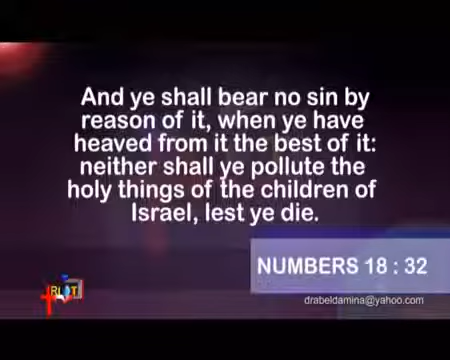 And ye shall bear no sin by
reason of it, when ye have
heaved from it the best of it:
neither shall ye pollute the
holy things of the children of
Israel, lest ye die.
NUMBERS 18 : 32
drabeldamina@yahoo.com